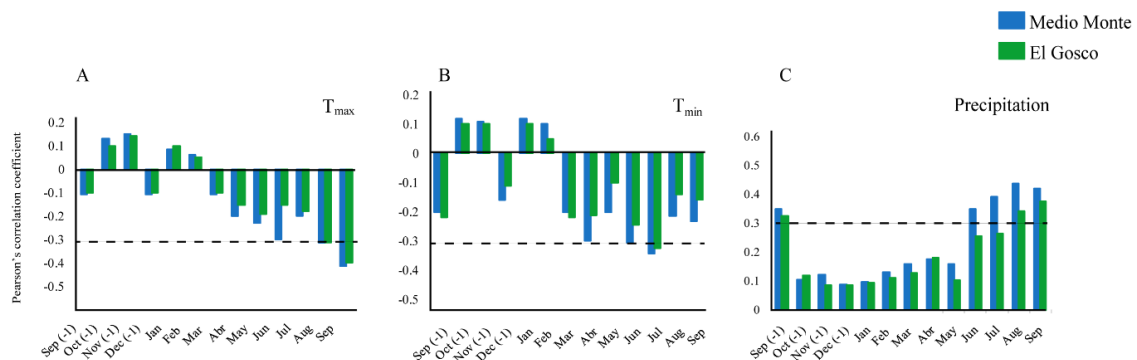 Medio Monte
El Gosco
A
B
C
T max
T min
Precipitation
Pearson's correlation coefficient
0.2
0.1
0
-0.1
-0.2
-0.3
-0.4
-0.5
Sep (-1)
Oct (-1)
Nov (-1)
Dec (-1)
Jan
Feb
Mar
Abr
May
Jun
Jul
Aug
Sep
0.2
0.1
0
-0.1
-0.2
-0.3
-0.4
-0.5
Sep (-1)
Oct (-1)
Nov (-1)
Dec (-1)
Jan
Feb
Mar
Abr
May
Jun
Jul
Aug
Sep
0.6
0.5
0.4
0.3
0.2
0.1
0
Sep (-1)
Oct (-1)
Nov (-1)
Dec (-1)
Jan
Feb
Mar
Abr
May
Jun
Jul
Aug
Sep